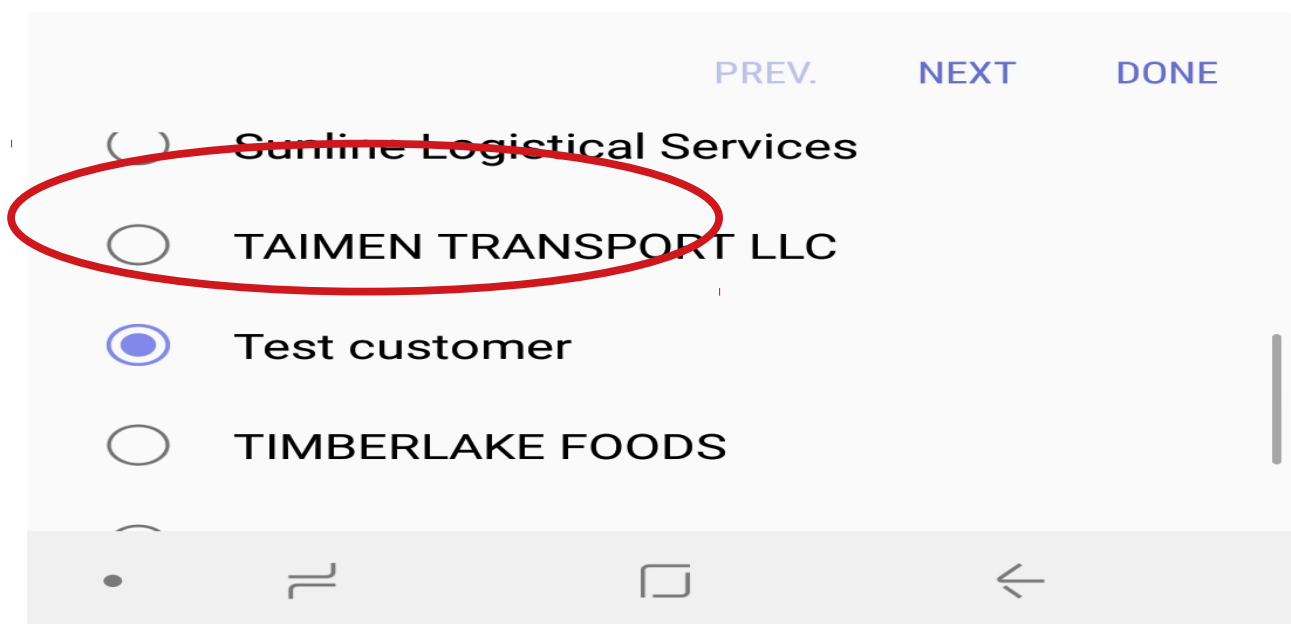 PREV. NEXT DONE
Sunline Logistical Services
TAIMEN TRANSPORT LLC
Test customer
TIMBERLAKE FOODS